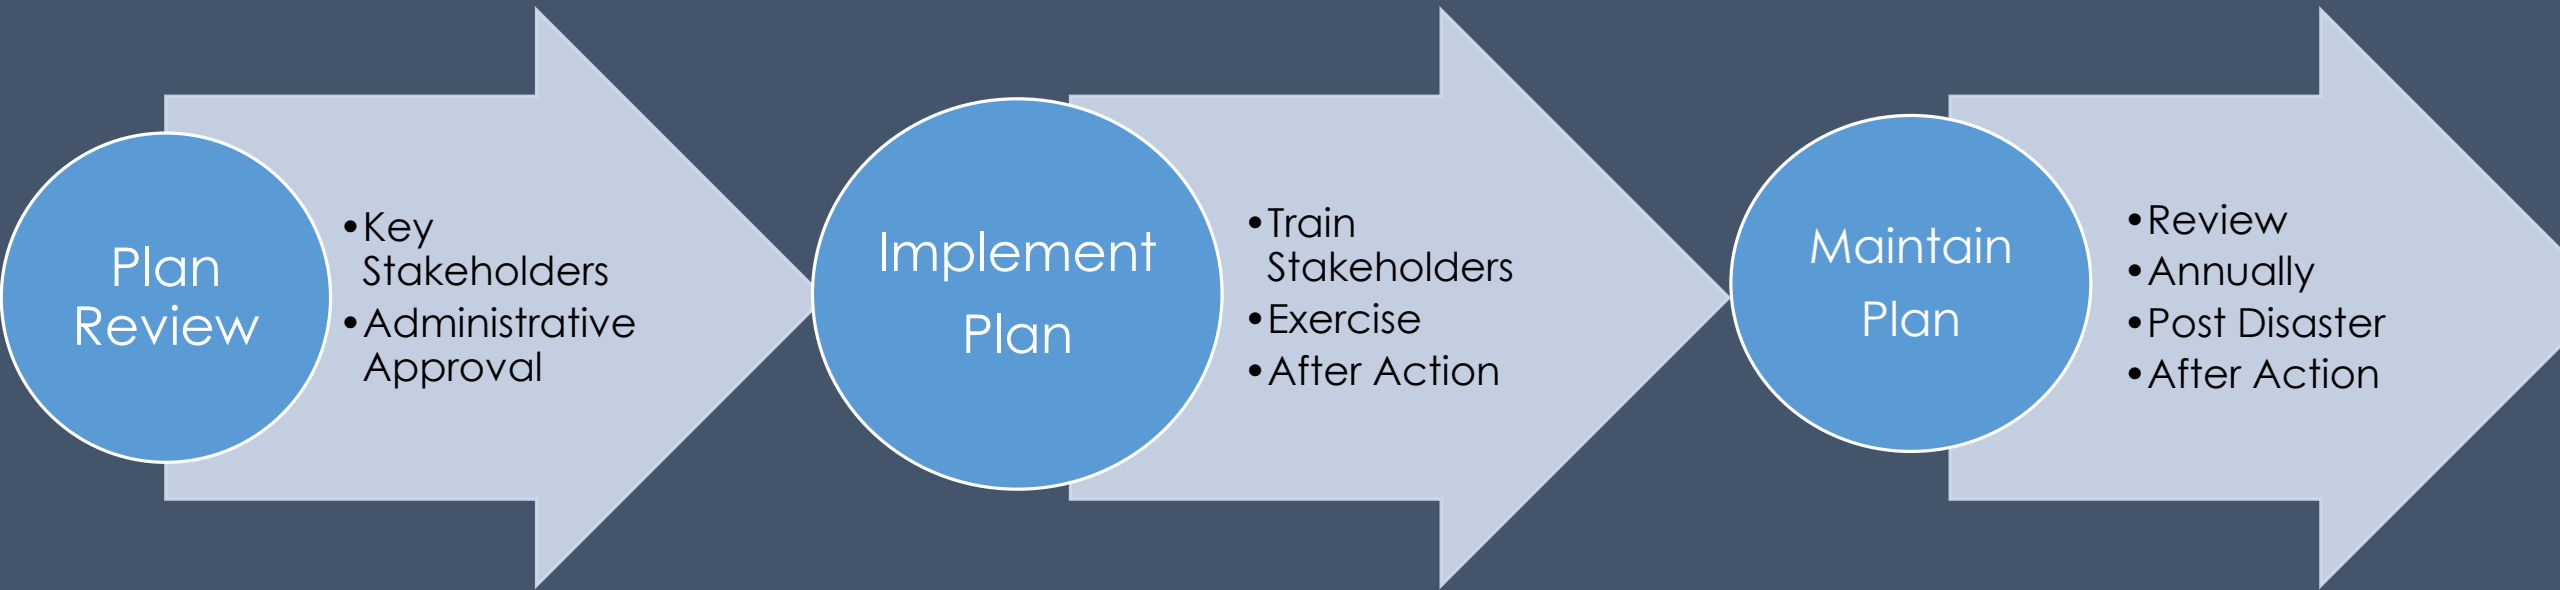 Plan
Review
•Key
Stakeholders
•Administrative
Approval
Implement
Plan
•Train
Stakeholders
•Exercise
•After Action
Maintain
Plan
•Review
•Annually
•Post Disaster
•After Action